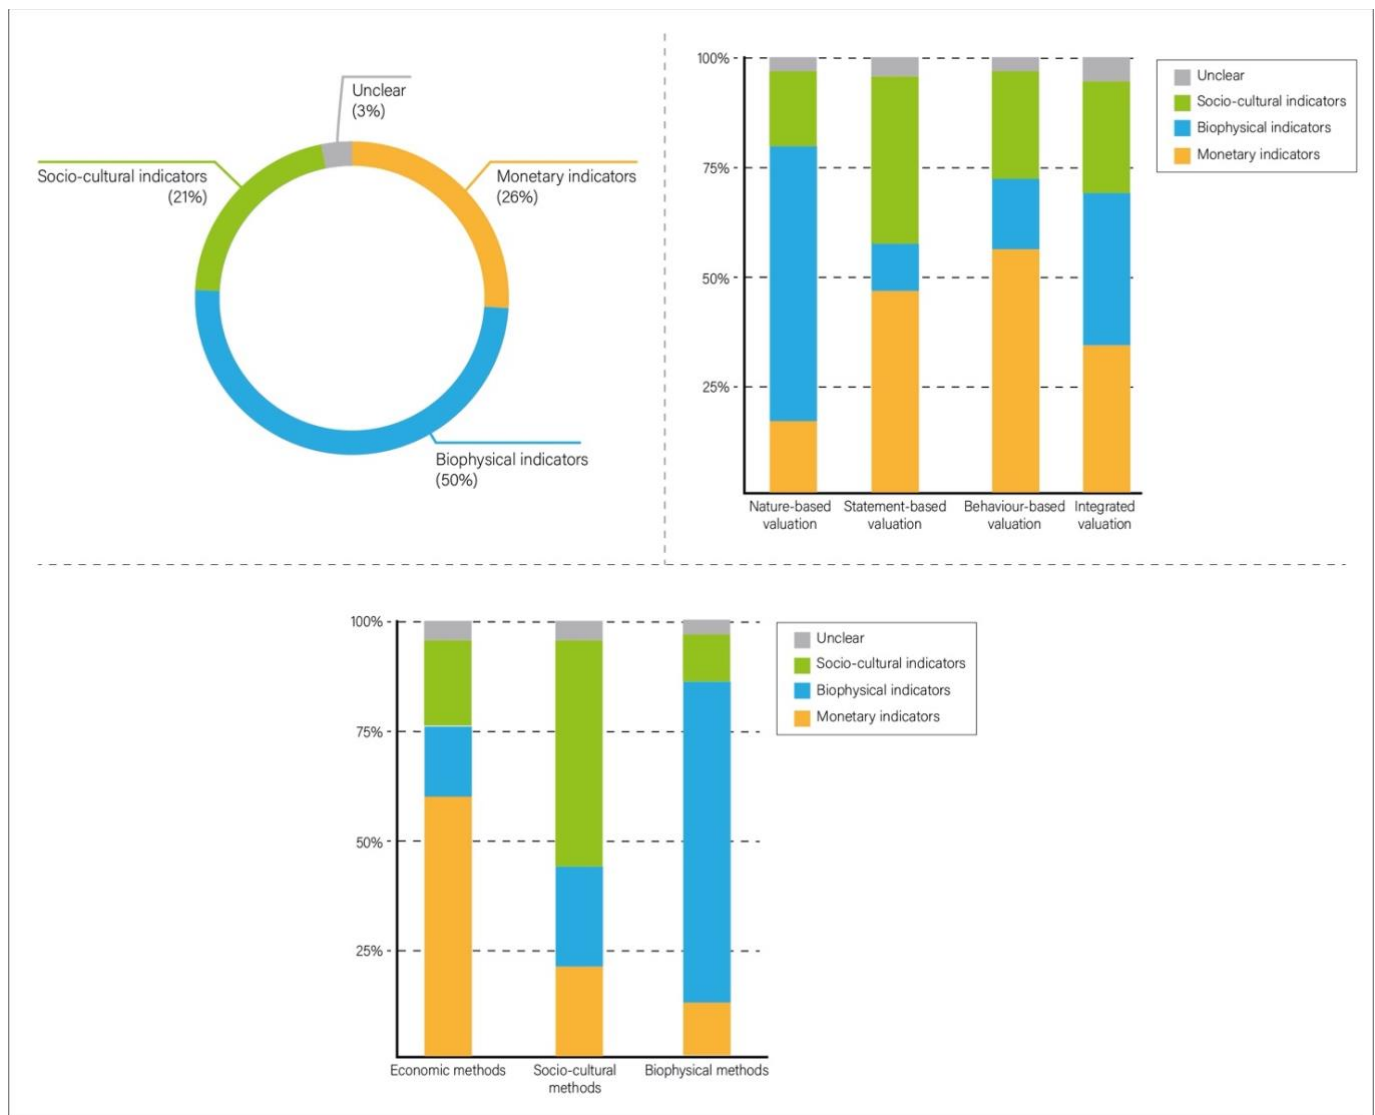 Unclear
(3%)
Socio-cultural indicators
(21%)
Monetary indicators
(26%)
Biophysical indicators
(50%)
100%
75%
50%
25%
Nature-based
valuation
Statement-based
valuation
Behaviour-based
valuation
Integrated
valuation
Unclear
Socio-cultural indicators
Biophysical indicators
Monetary indicators
100%
75%
50%
25%
Economic methods
Socio-cultural
methods
Biophysical methods
Unclear
Socio-cultural indicators
Biophysical indicators
Monetary indicators